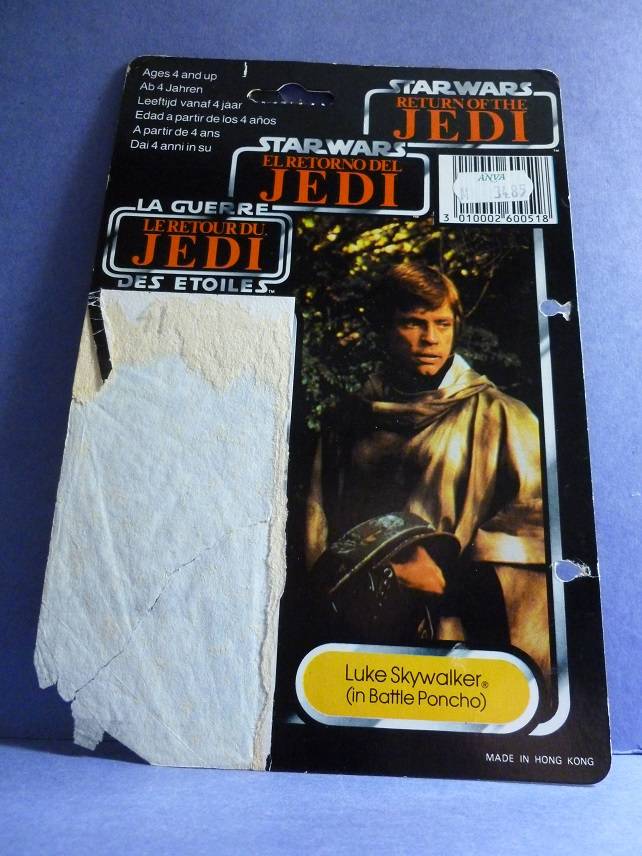 Ages 4 and up
Ab 4 Jahren
Leeftijd vanaf 4 jaar
Edad a partir de los 4 años
A partir de 4 ans
Dai 4 anni in su
STAR WARS
RETURN OF THE
JEDI
™
STAR WARS
EL RETORNO DEL
JEDI
LA GUERRE
LE RETOUR DU
JEDI
DES ETOILES™
ANVA
3485
3 010002 600518
41
Luke Skywalker®
(in Battle Poncho)
MADE IN HONG KONG